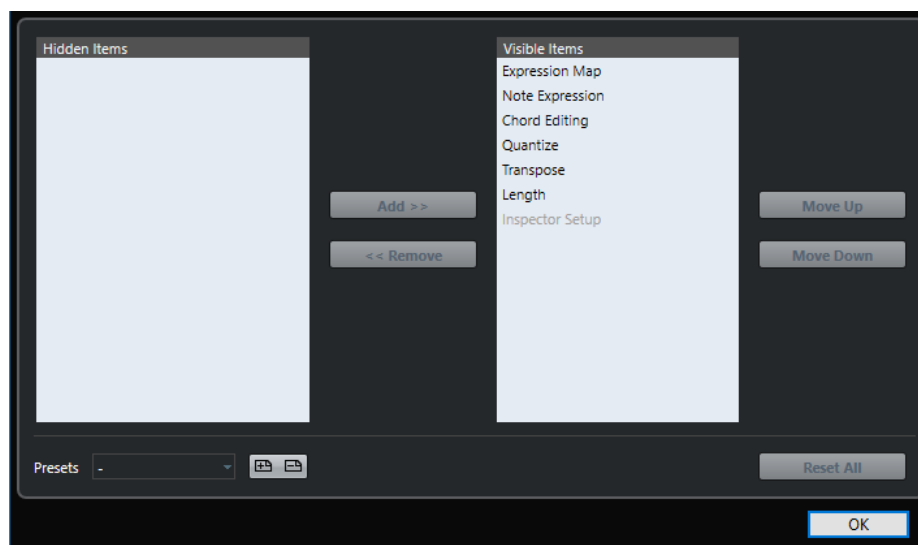 Hidden Items
Visible Items
Expression Map
Note Expression
Chord Editing
Quantize
Transpose
Length
Inspector Setup
Add >>
<< Remove
Move Up
Move Down
Presets -
Reset All
OK